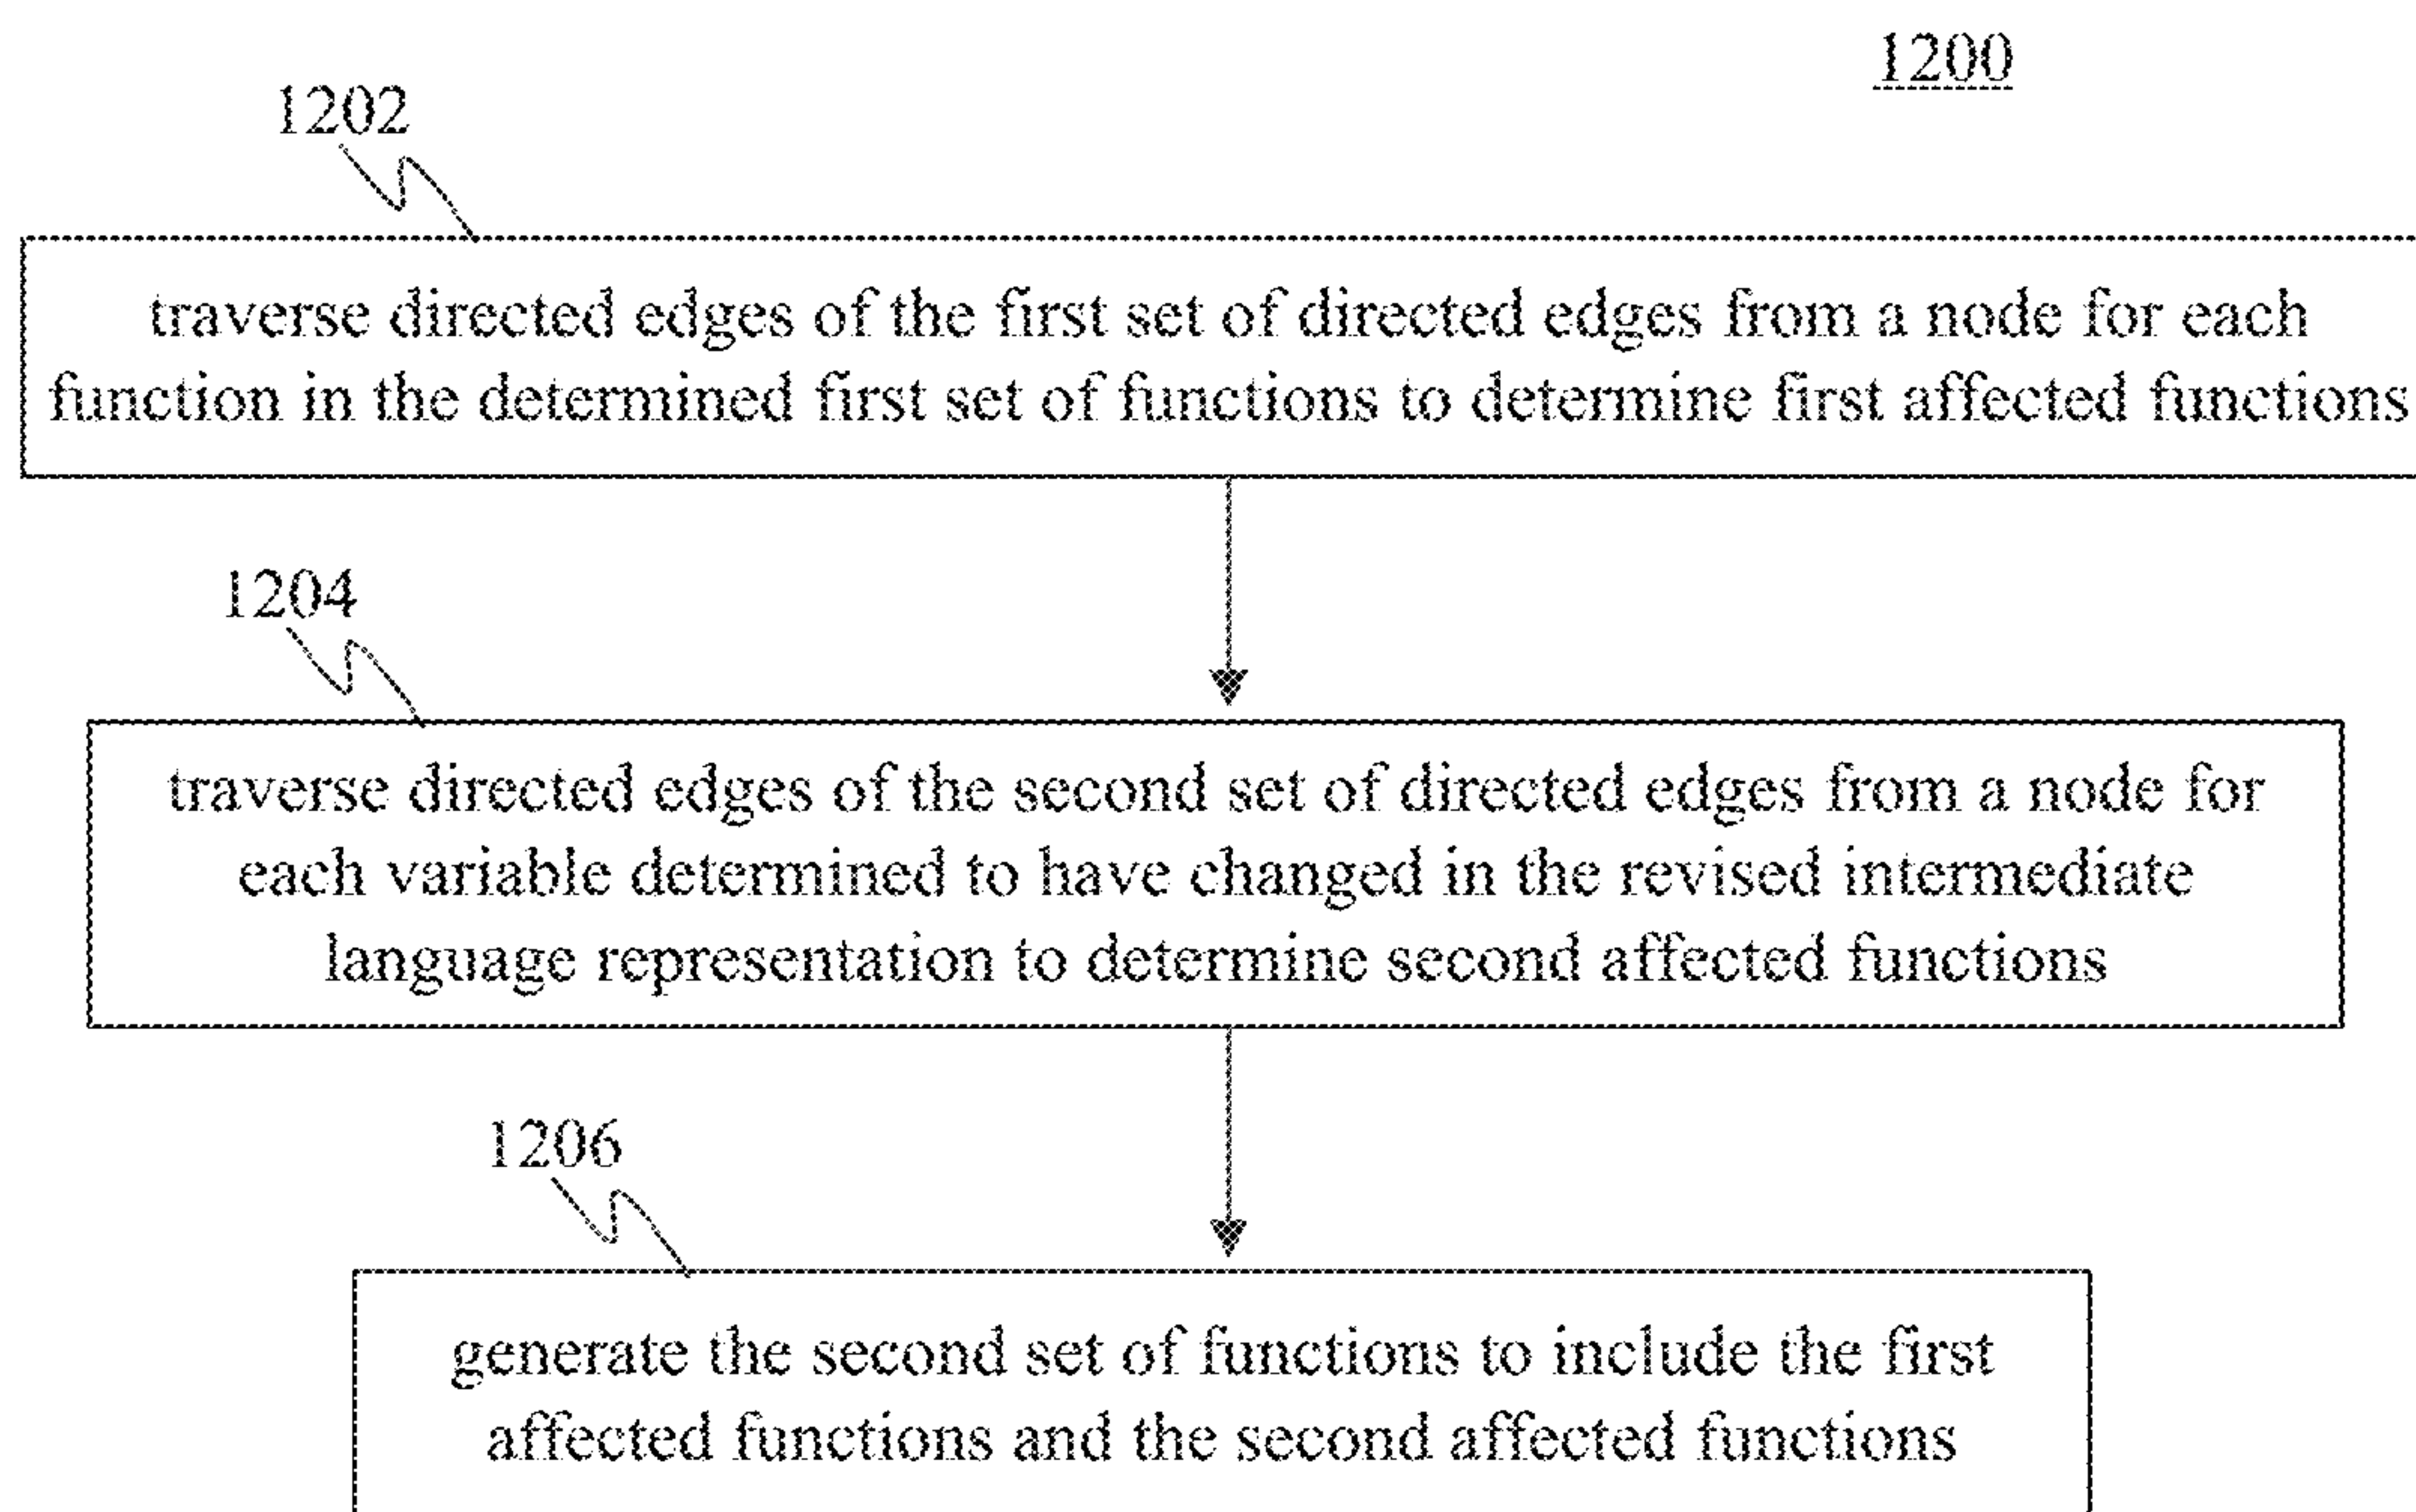 1200
1202
traverse directed edges of the first set of directed edges from a node for each
function in the determined first set of functions to determine first affected functions
1204
traverse directed edges of the second set of directed edges from a node for
each variable determined to have changed in the revised intermediate
language representation to determine second affected functions
1206
generate the second set of functions to include the first
affected functions and the second affected functions